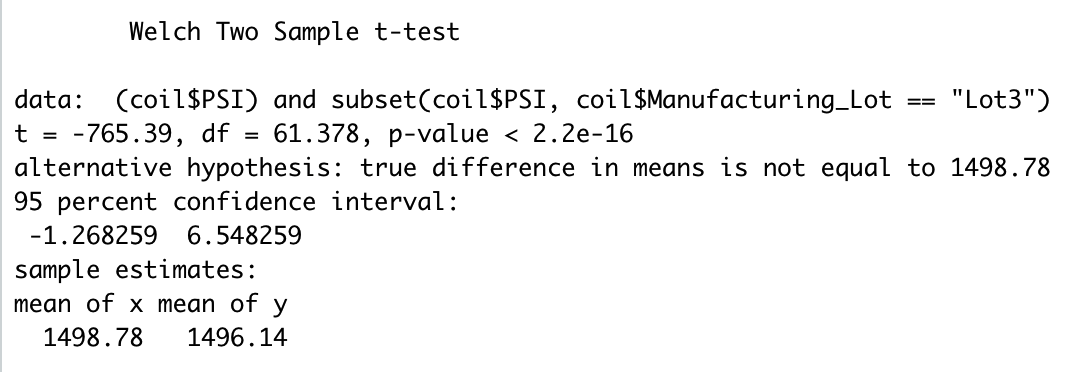 Welch Two Sample t-test
data:  (coil$PSI) and subset(coil$PSI, coil$Manufacturing_Lot == "Lot3")
t = -765.39, df = 61.378, p-value < 2.2e-16
alternative hypothesis: true difference in means is not equal to 1498.78
95 percent confidence interval:
-1.268259  6.548259
sample estimates:
mean of x mean of y
1498.78   1496.14